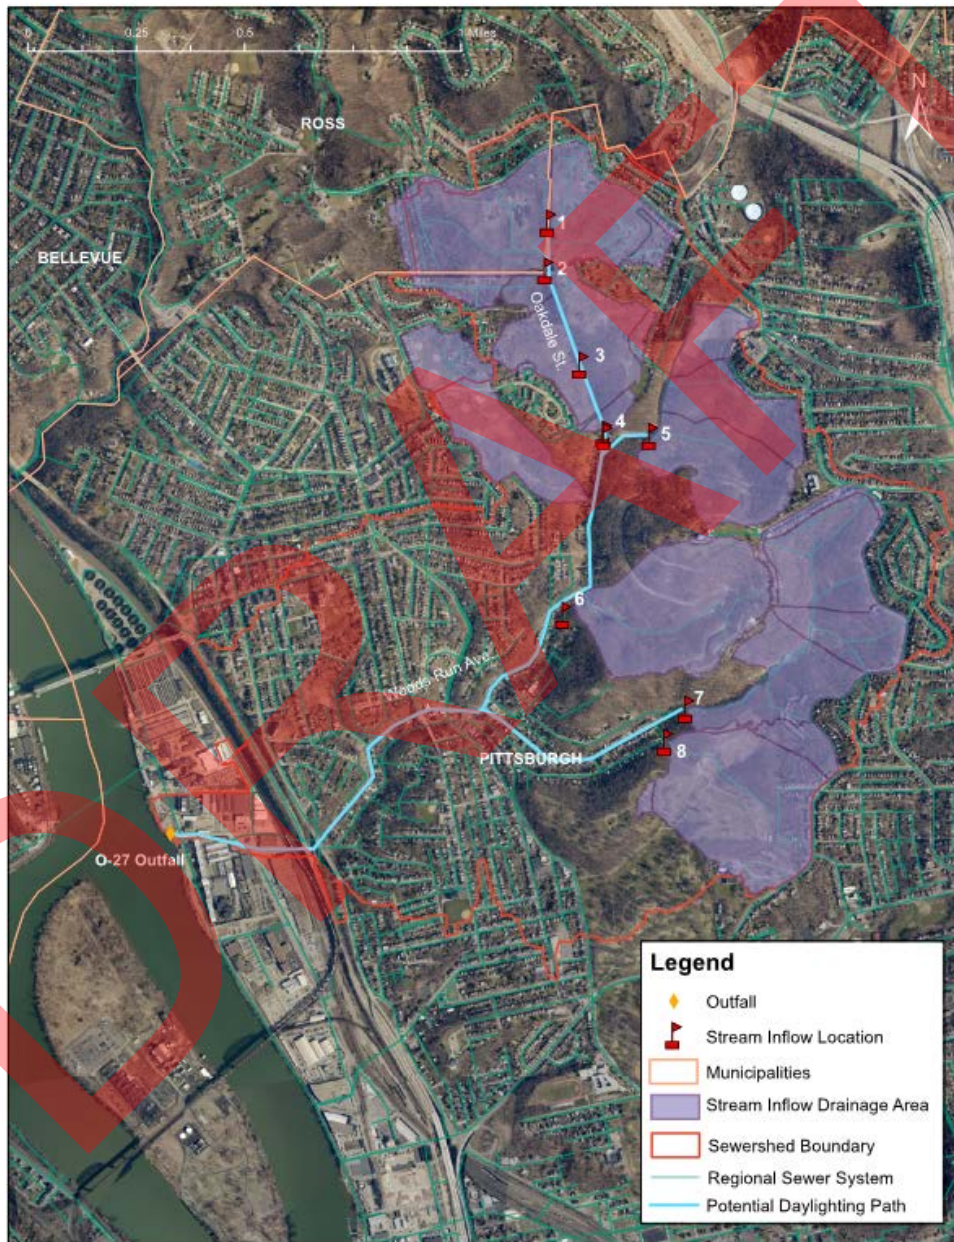 0 0.25 0.5 1 Miles
N
ROSS
BELLEVUE
1
2
Oakdale St.
3
4
5
6
Woods Run Ave.
7
PITTSBURGH
8
O-27 Outfall
DRAFT
Legend
Outfall
Stream Inflow Location
Municipalities
Stream Inflow Drainage Area
Sewershed Boundary
Regional Sewer System
Potential Daylighting Path